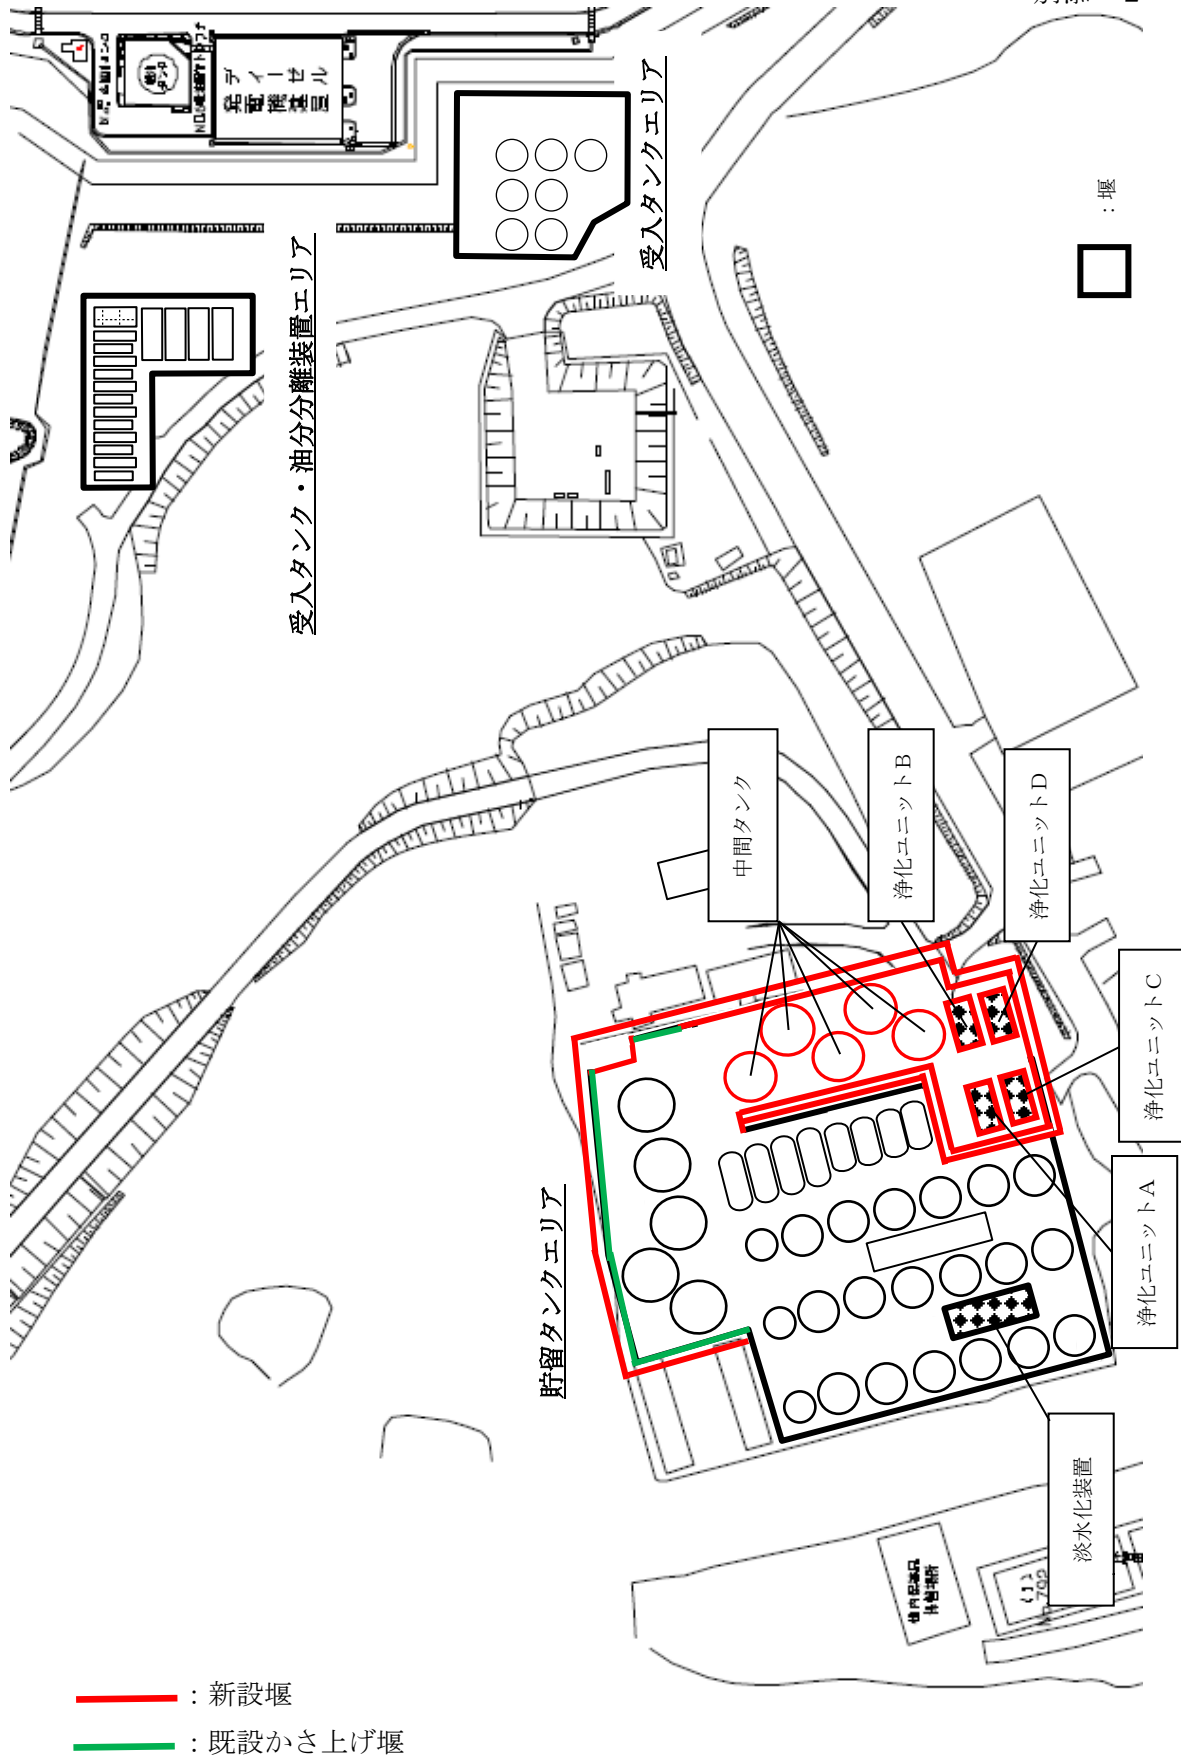 ディーゼル
発電機建屋
受入タンクエリア
：堰
受入タンク・油分分離装置エリア
中間タンク
浄化ユニットB
浄化ユニットD
浄化ユニットC
浄化ユニットA
貯留タンクエリア
淡水化装置
：新設堰
：既設かさ上げ堰